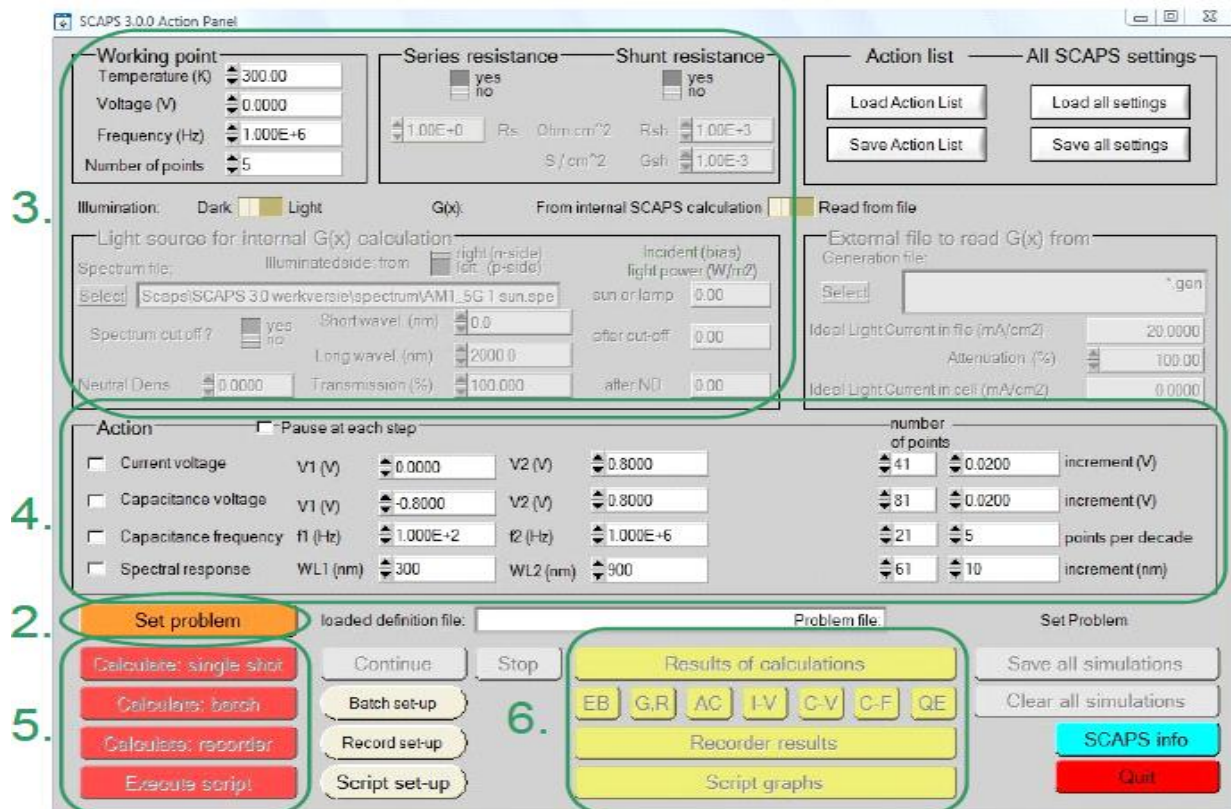 SCAPS 3.0.0 Action Panel
Working point
Temperature (K) 300.00
Voltage (V) 0.0000
Frequency (Hz) 1.000E+6
Number of points 5
Series resistance Shunt resistance
yes yes
no no
1.00E+0 Rs Ohm.cm^2 Rsh 1.00E+3
S / cm^2 Gsh 1.00E-3
Action list All SCAPS settings
Load Action List Load all settings
Save Action List Save all settings
3.
Illumination: Dark Light G(x): From internal SCAPS calculation Read from file
Light source for internal G(x) calculation
Spectrum file: Illuminatedside: from right (n-side)
left (p-side)
Incident (bias)
light power (W/m2)
Select Scaps\SCAPS 3.0 werkversie\spectrum\AM1_5G 1 sun.spe sun or lamp 0.00
Spectrum cut off ? yes
no
Short wavel. (nm) 0.0 after cut-off 0.00
Long wavel. (nm) 2000.0
Neutral Dens. 0.0000 Transmission (%) 100.000 after ND 0.00
External file to read G(x) from
Generation file:
Select *.gen
Ideal Light Current in file (mA/cm2) 20.0000
Attenuation (%) 100.00
Ideal Light Current in cell (mA/cm2) 0.0000
4.
Action Pause at each step number
of points
Current voltage V1 (V) 0.0000 V2 (V) 0.8000 41 0.0200 increment (V)
Capacitance voltage V1 (V) -0.8000 V2 (V) 0.8000 81 0.0200 increment (V)
Capacitance frequency f1 (Hz) 1.000E+2 f2 (Hz) 1.000E+6 21 5 points per decade
Spectral response WL1 (nm) 300 WL2 (nm) 900 61 10 increment (nm)
2.
Set problem loaded definition file: Problem file: Set Problem
5.
Calculate: single shot Continue Stop Results of calculations Save all simulations
6.
Calculate: batch Batch set-up EB G,R AC I-V C-V C-F QE Clear all simulations
Calculate: recorder Record set-up Recorder results SCAPS info
Execute script Script set-up Script graphs Quit